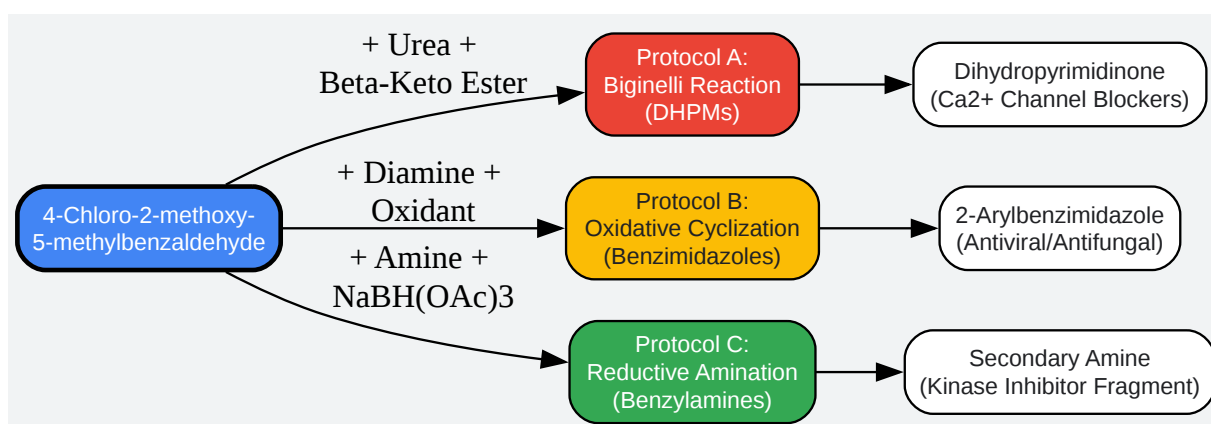 + Urea +
Beta-Keto Ester
Protocol A:
Biginelli Reaction
(DHPMs)
Dihydropyrimidinone
(Ca2+ Channel Blockers)
4-Chloro-2-methoxy-
5-methylbenzaldehyde
+ Diamine +
Oxidant
Protocol B:
Oxidative Cyclization
(Benzimidazoles)
2-Arylbenzimidazole
(Antiviral/Antifungal)
+ Amine +
NaBH(OAc)3
Protocol C:
Reductive Amination
(Benzylamines)
Secondary Amine
(Kinase Inhibitor Fragment)